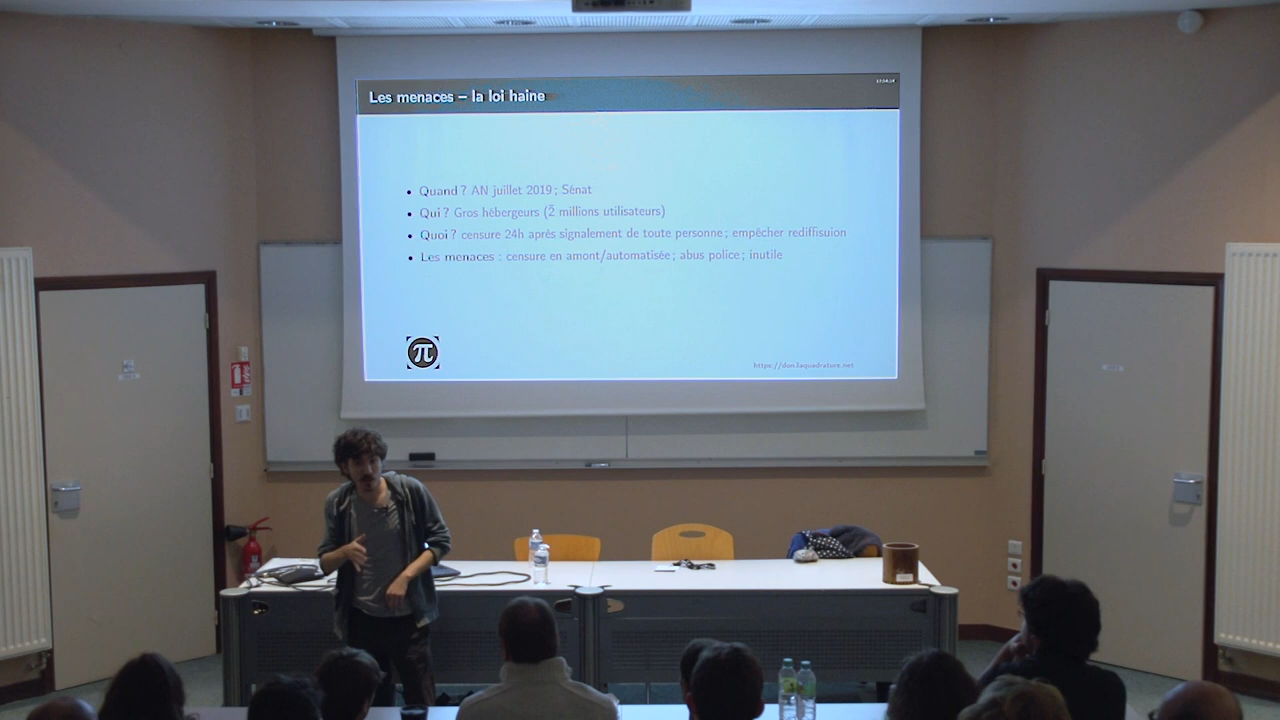 Les menaces – la loi haine
• Quand ? AN juillet 2019 ; Sénat
• Qui ? Gros hébergeurs (2̃ millions utilisateurs)
• Quoi ? censure 24h après signalement de toute personne ; empêcher rediffisuion
• Les menaces : censure en amont/automatisée ; abus police ; inutile
π
https://don.laquadrature.net